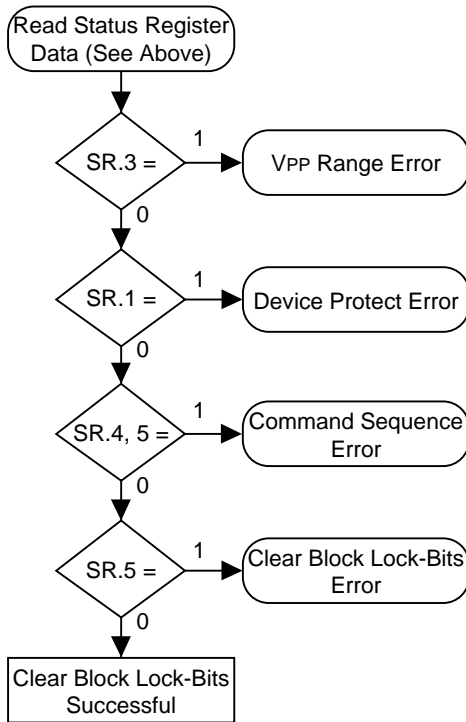 Read Status Register
Data (See Above)
SR.3 =
1
VPP Range Error
0
SR.1 =
1
Device Protect Error
0
SR.4, 5 =
1
Command Sequence
Error
0
SR.5 =
1
Clear Block Lock-Bits
Error
0
Clear Block Lock-Bits
Successful